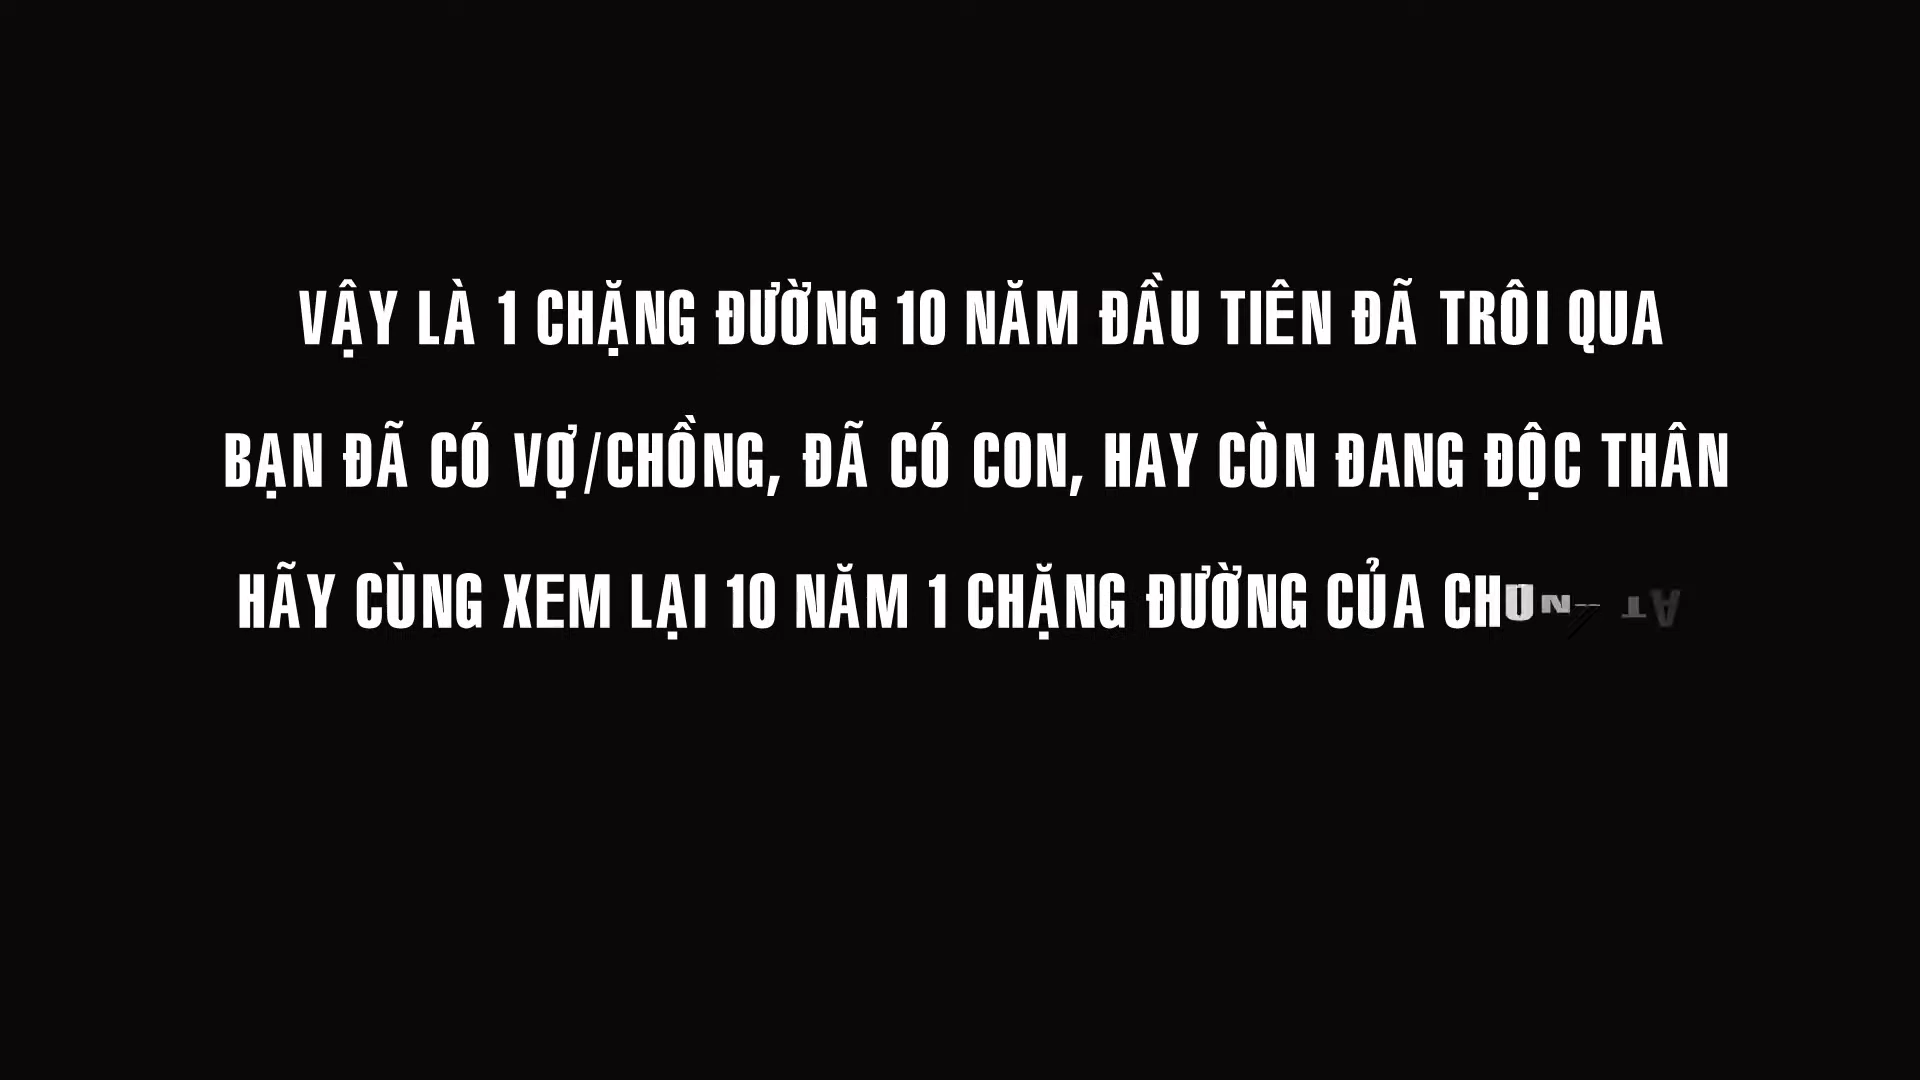 VẬY LÀ 1 CHẶNG ĐƯỜNG 10 NĂM ĐẦU TIÊN ĐÃ TRÔI QUA
BẠN ĐÃ CÓ VỢ/CHỒNG, ĐÃ CÓ CON, HAY CÒN ĐANG ĐỘC THÂN
HÃY CÙNG XEM LẠI 10 NĂM 1 CHẶNG ĐƯỜNG CỦA